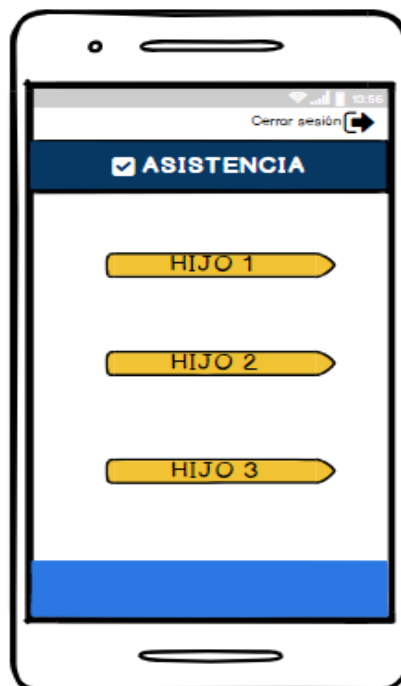 13:56
Cerrar sesión
ASISTENCIA
HIJO 1
HIJO 2
HIJO 3